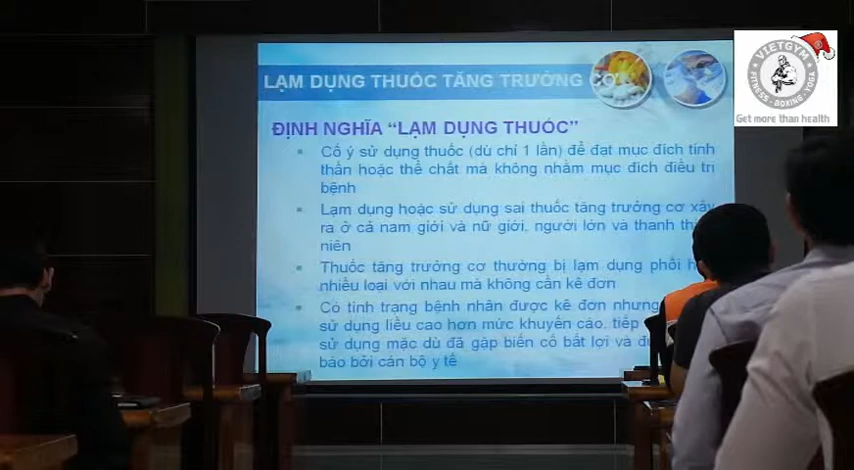 LẠM DỤNG THUỐC TĂNG TRƯỞNG CƠ
ĐỊNH NGHĨA “LẠM DỤNG THUỐC”
Cố ý sử dụng thuốc (dù chỉ 1 lần) để đạt mục đích tinh
thần hoặc thể chất mà không nhằm mục đích điều trị
bệnh
Lạm dụng hoặc sử dụng sai thuốc tăng trưởng cơ xảy
ra ở cả nam giới và nữ giới, người lớn và thanh
niên
Thuốc tăng trưởng cơ thường bị lạm dụng phối
nhiều loại với nhau mà không cần kê đơn
Có tình trạng bệnh nhân được kê đơn nhưng
sử dụng liều cao hơn mức khuyến cáo, tiếp
sử dụng mặc dù đã gặp biến cố bất lợi và
báo bởi cán bộ y tế
VIETGYM
FITNESS - BOXING - YOGA
Get more than health